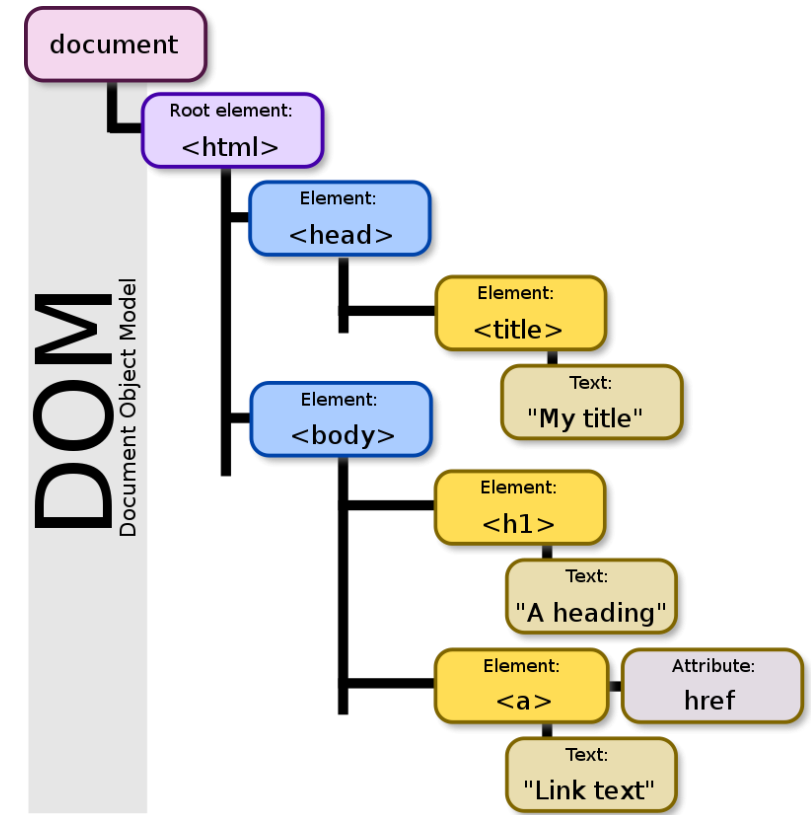 document
Root element:
<html>
Element:
<head>
Element:
<title>
Text:
"My title"
Element:
<body>
Element:
<h1>
Text:
"A heading"
Element:
<a>
Attribute:
href
Text:
"Link text"
DOM
Document Object Model